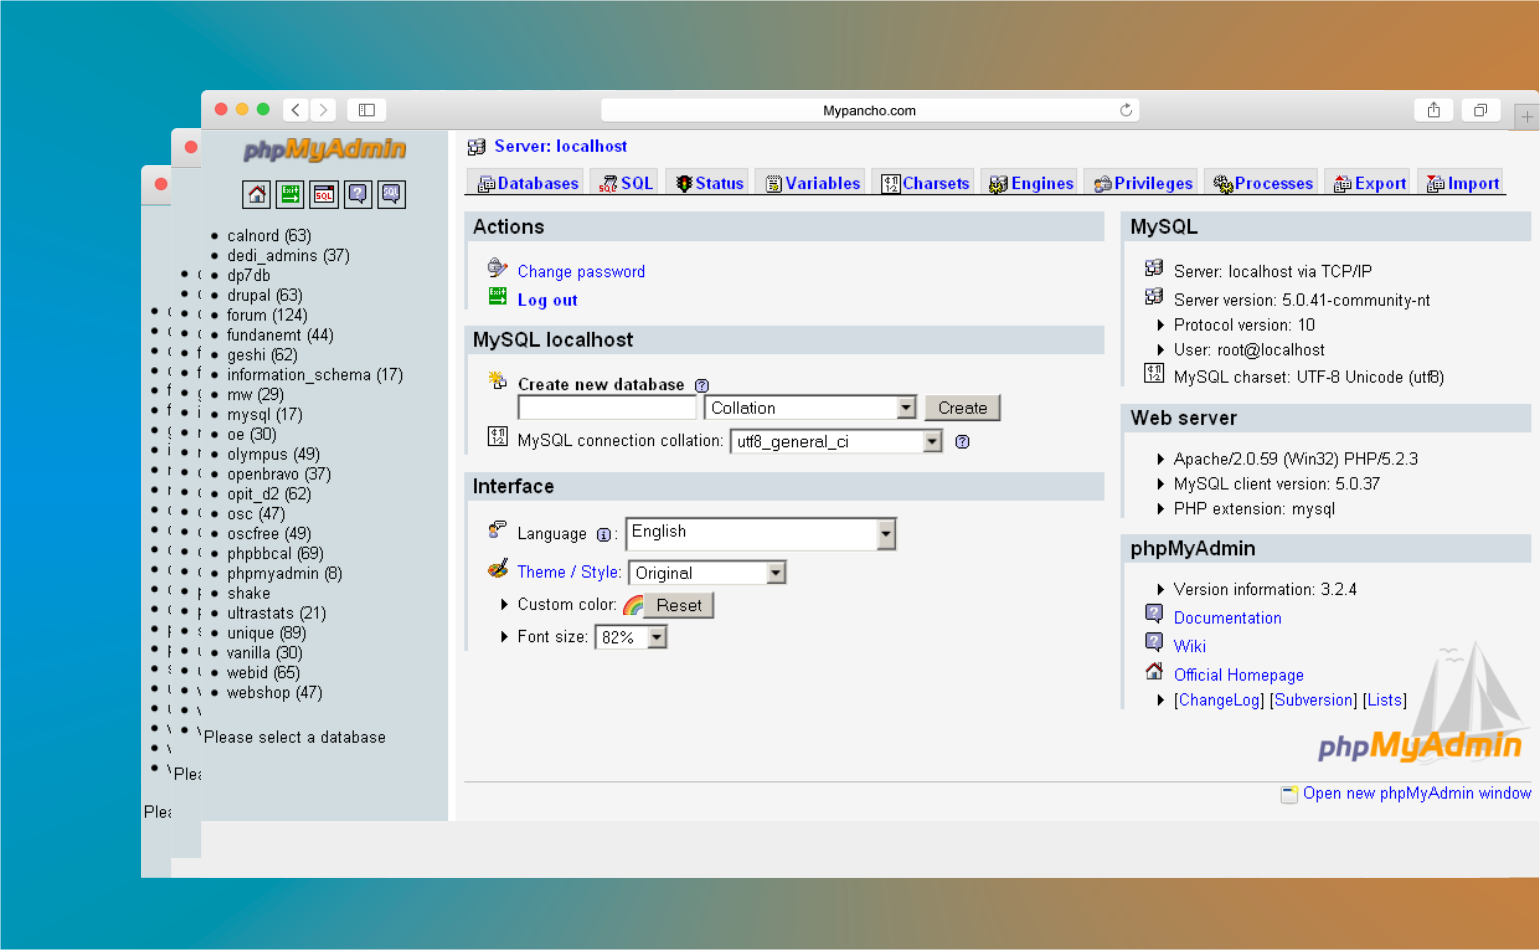 Mypancho.com
phpMyAdmin
Exit
SQL
SQL
calnord (63)
dedi_admins (37)
dp7db
drupal (63)
forum (124)
fundanemt (44)
geshi (62)
information_schema (17)
mw (29)
mysql (17)
oe (30)
olympus (49)
openbravo (37)
opit_d2 (62)
osc (47)
oscfree (49)
phpbbcal (69)
phpmyadmin (8)
shake
ultrastats (21)
unique (89)
vanilla (30)
webid (65)
webshop (47)
Please select a database
Server: localhost
Databases SQL Status Variables Charsets Engines Privileges Processes Export Import
Actions
Change password
Log out
MySQL localhost
Create new database
Collation Create
MySQL connection collation: utf8_general_ci
Interface
Language : English
Theme / Style: Original
Custom color: Reset
Font size: 82%
MySQL
Server: localhost via TCP/IP
Server version: 5.0.41-community-nt
Protocol version: 10
User: root@localhost
MySQL charset: UTF-8 Unicode (utf8)
Web server
Apache/2.0.59 (Win32) PHP/5.2.3
MySQL client version: 5.0.37
PHP extension: mysql
phpMyAdmin
Version information: 3.2.4
Documentation
Wiki
Official Homepage
[ChangeLog] [Subversion] [Lists]
phpMyAdmin
Open new phpMyAdmin window